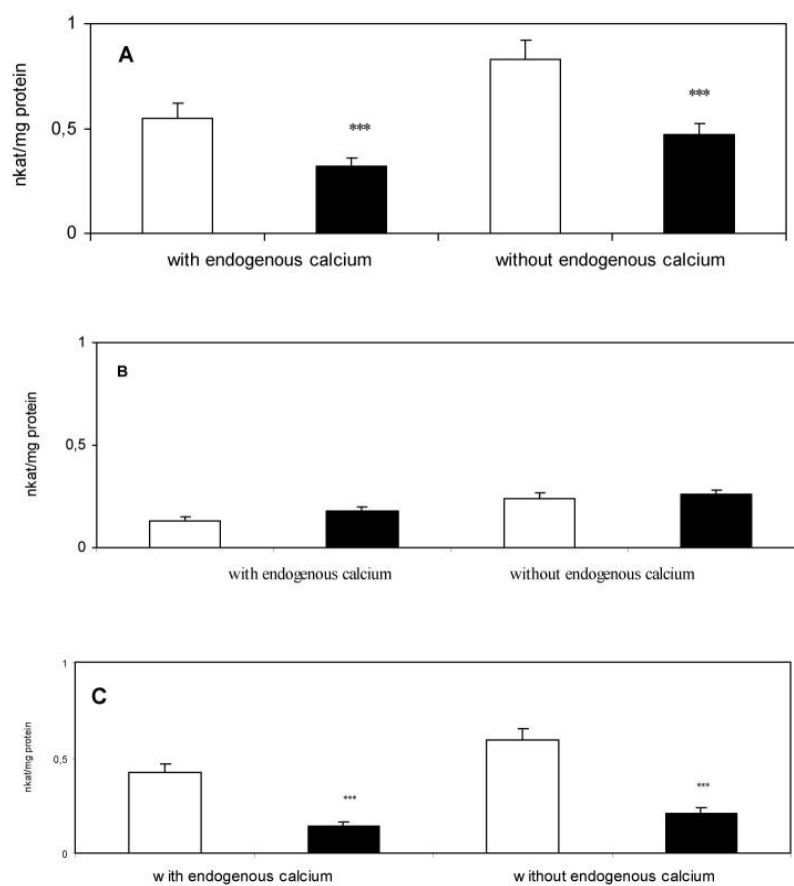 1
A
***
***
0,5
nkat/mg protein
0
with endogenous calcium without endogenous calcium
1
B
0,5
nkat/mg protein
0
with endogenous calcium without endogenous calcium
1
C
0,5
nkat/mg protein
***
***
0
w ith endogenous calcium w ithout endogenous calcium